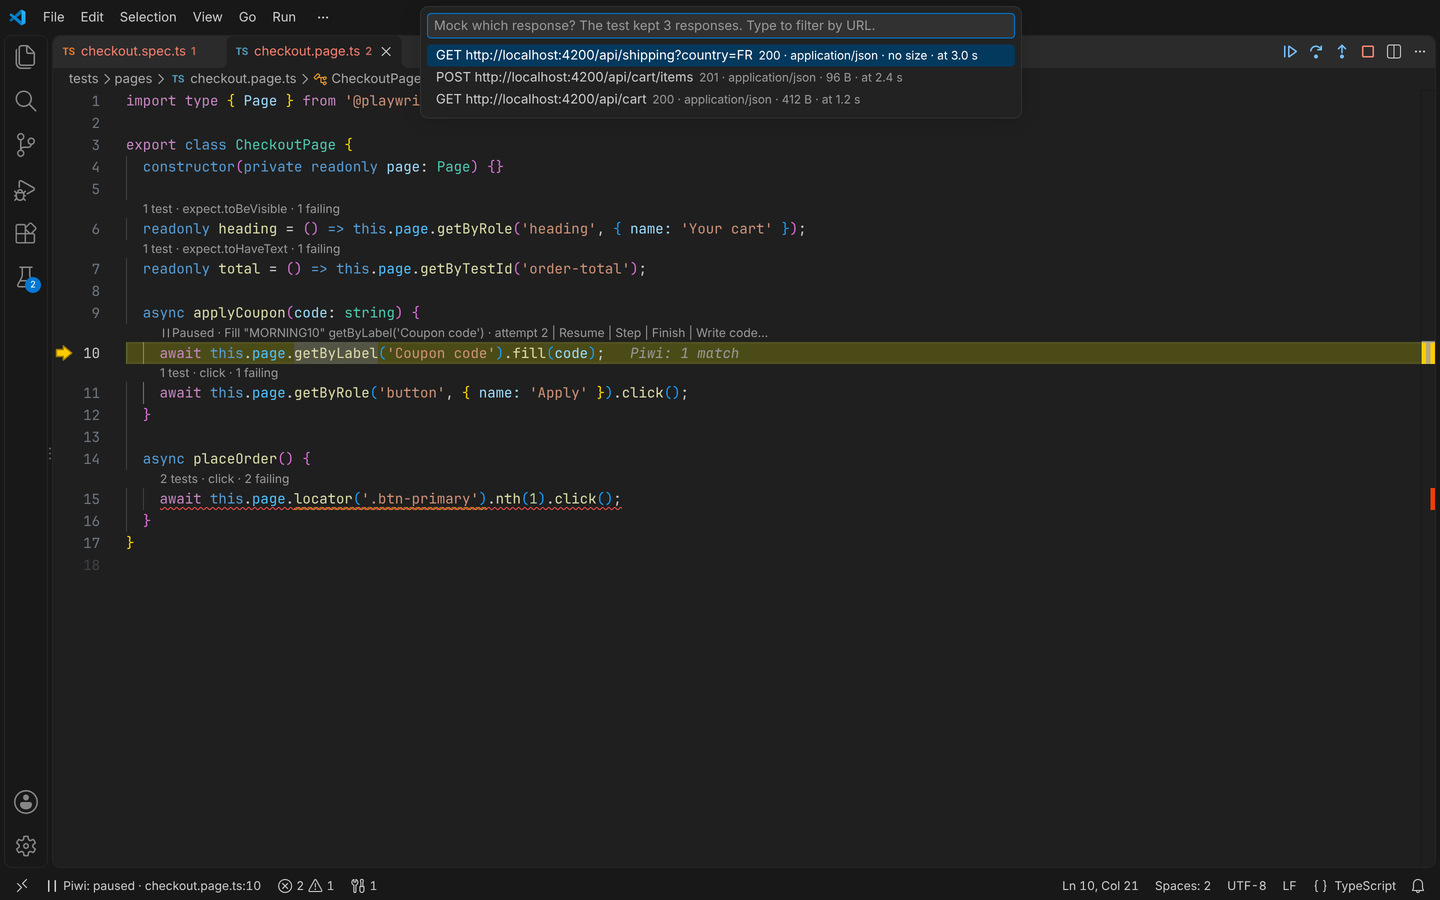 File Edit Selection View Go Run ···
Mock which response? The test kept 3 responses. Type to filter by URL.
GET http://localhost:4200/api/shipping?country=FR 200 · application/json · no size · at 3.0 s
POST http://localhost:4200/api/cart/items 201 · application/json · 96 B · at 2.4 s
GET http://localhost:4200/api/cart 200 · application/json · 412 B · at 1.2 s
TS checkout.spec.ts 1
TS checkout.page.ts 2
tests > pages > TS checkout.page.ts > CheckoutPage
1 import type { Page } from '@playwri
2
3 export class CheckoutPage {
4 constructor(private readonly page: Page) {}
5
1 test · expect.toBeVisible · 1 failing
6 readonly heading = () => this.page.getByRole('heading', { name: 'Your cart' });
1 test · expect.toHaveText · 1 failing
7 readonly total = () => this.page.getByTestId('order-total');
8
9 async applyCoupon(code: string) {
Paused · Fill "MORNING10" getByLabel('Coupon code') · attempt 2 | Resume | Step | Finish | Write code...
10 await this.page.getByLabel('Coupon code').fill(code); Piwi: 1 match
1 test · click · 1 failing
11 await this.page.getByRole('button', { name: 'Apply' }).click();
12 }
13
14 async placeOrder() {
2 tests · click · 2 failing
15 await this.page.locator('.btn-primary').nth(1).click();
16 }
17 }
18
2
Piwi: paused · checkout.page.ts:10 2 1 1
Ln 10, Col 21 Spaces: 2 UTF-8 LF { } TypeScript